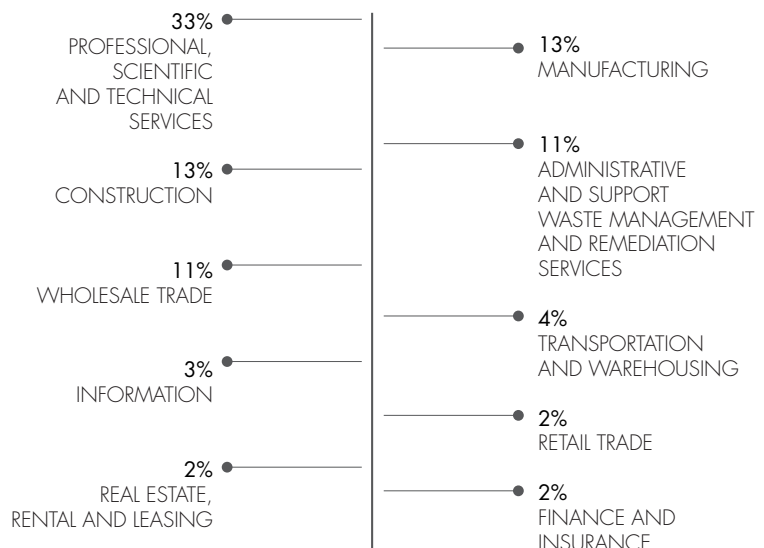 33%
PROFESSIONAL,
SCIENTIFIC
AND TECHNICAL
SERVICES
13%
MANUFACTURING
13%
CONSTRUCTION
11%
ADMINISTRATIVE
AND SUPPORT
WASTE MANAGEMENT
AND REMEDIATION
SERVICES
11%
WHOLESALE TRADE
4%
TRANSPORTATION
AND WAREHOUSING
3%
INFORMATION
2%
RETAIL TRADE
2%
REAL ESTATE,
RENTAL AND LEASING
2%
FINANCE AND
INSURANCE